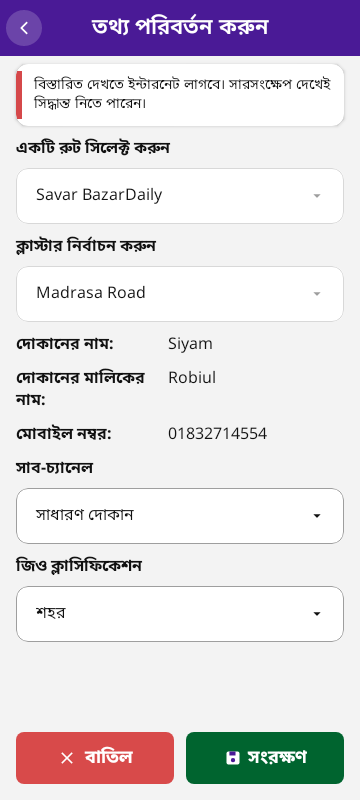 তথ্য পরিবর্তন করুন
বিস্তারিত দেখতে ইন্টারনেট লাগবে। সারসংক্ষেপ দেখেই
সিদ্ধান্ত নিতে পারেন।
একটি রুট সিলেক্ট করুন
Savar BazarDaily
ক্লাস্টার নির্বাচন করুন
Madrasa Road
দোকানের নাম: Siyam
দোকানের মালিকের Robiul
নাম:
মোবাইল নম্বর: 01832714554
সাব-চ্যানেল
সাধারণ দোকান
জিও ক্লাসিফিকেশন
শহর
বাতিল সংরক্ষণ